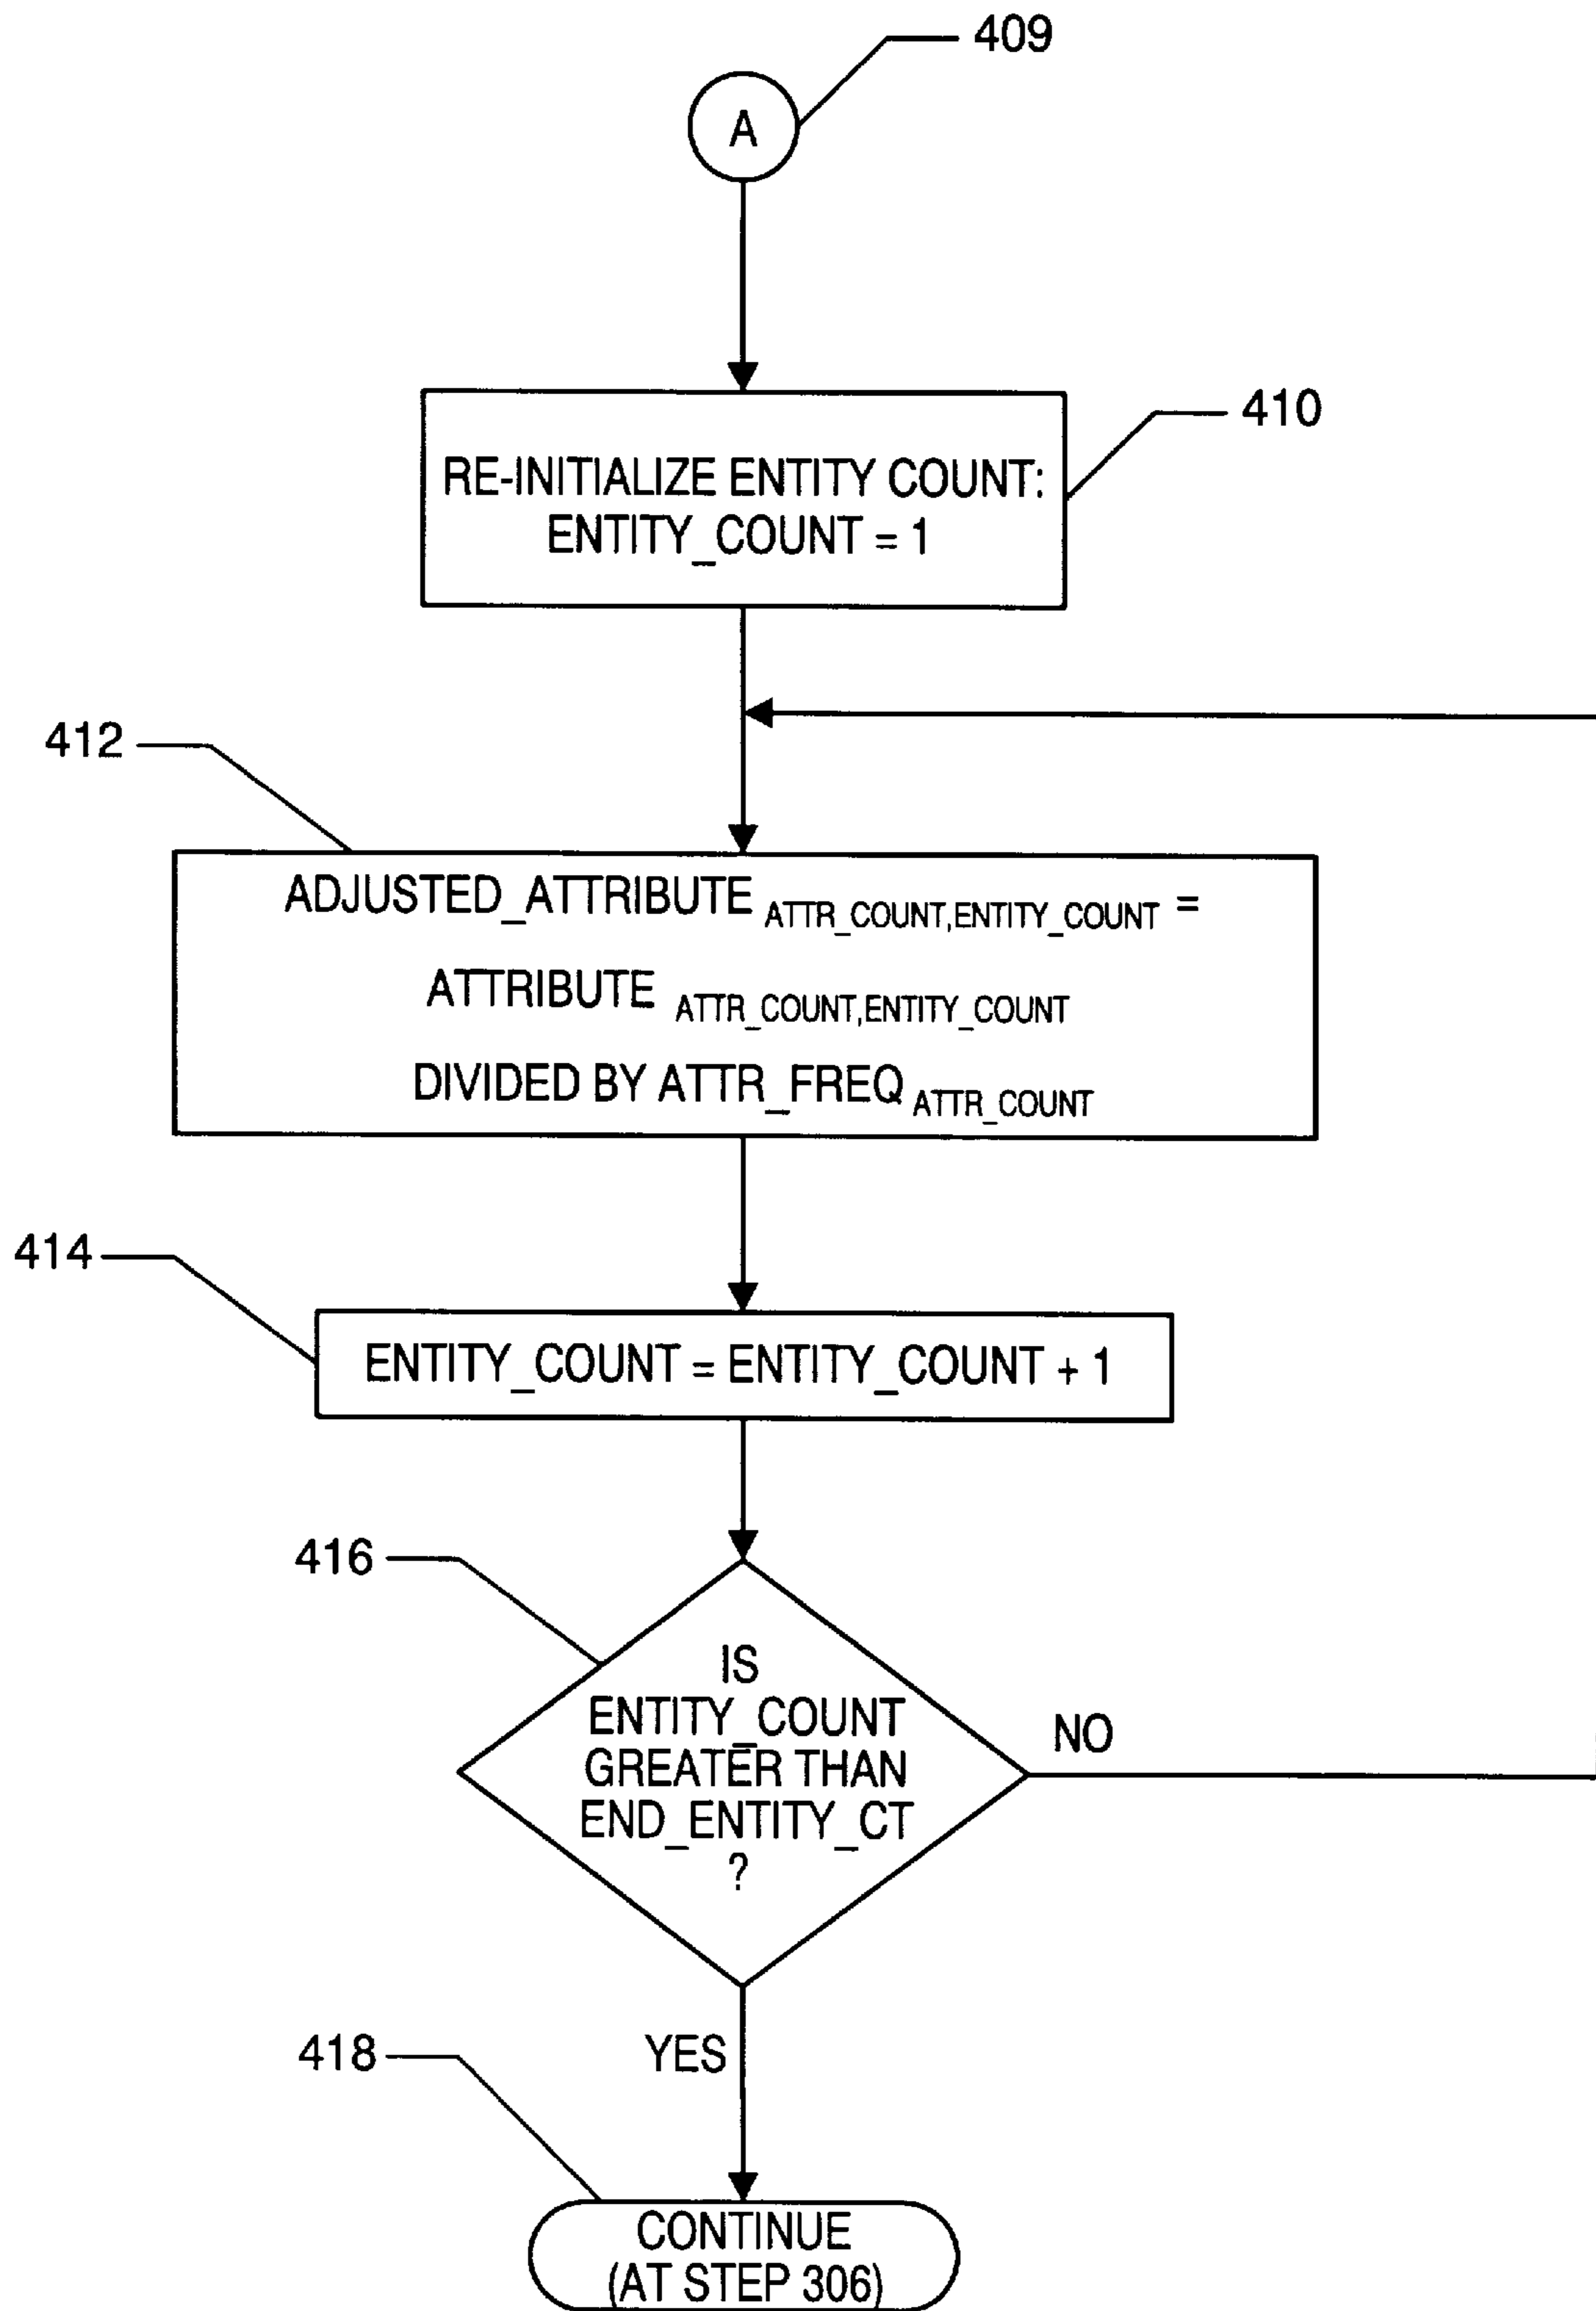 409
A
410
RE-INITIALIZE ENTITY COUNT:
ENTITY_COUNT = 1
412
ADJUSTED_ATTRIBUTE ATTR_COUNT,ENTITY_COUNT =
ATTRIBUTE ATTR_COUNT,ENTITY_COUNT
DIVIDED BY ATTR_FREQ ATTR_COUNT
414
ENTITY_COUNT = ENTITY_COUNT + 1
416
IS
ENTITY_COUNT
GREATER THAN
END_ENTITY_CT
?
NO
YES
418
CONTINUE
(AT STEP 306)